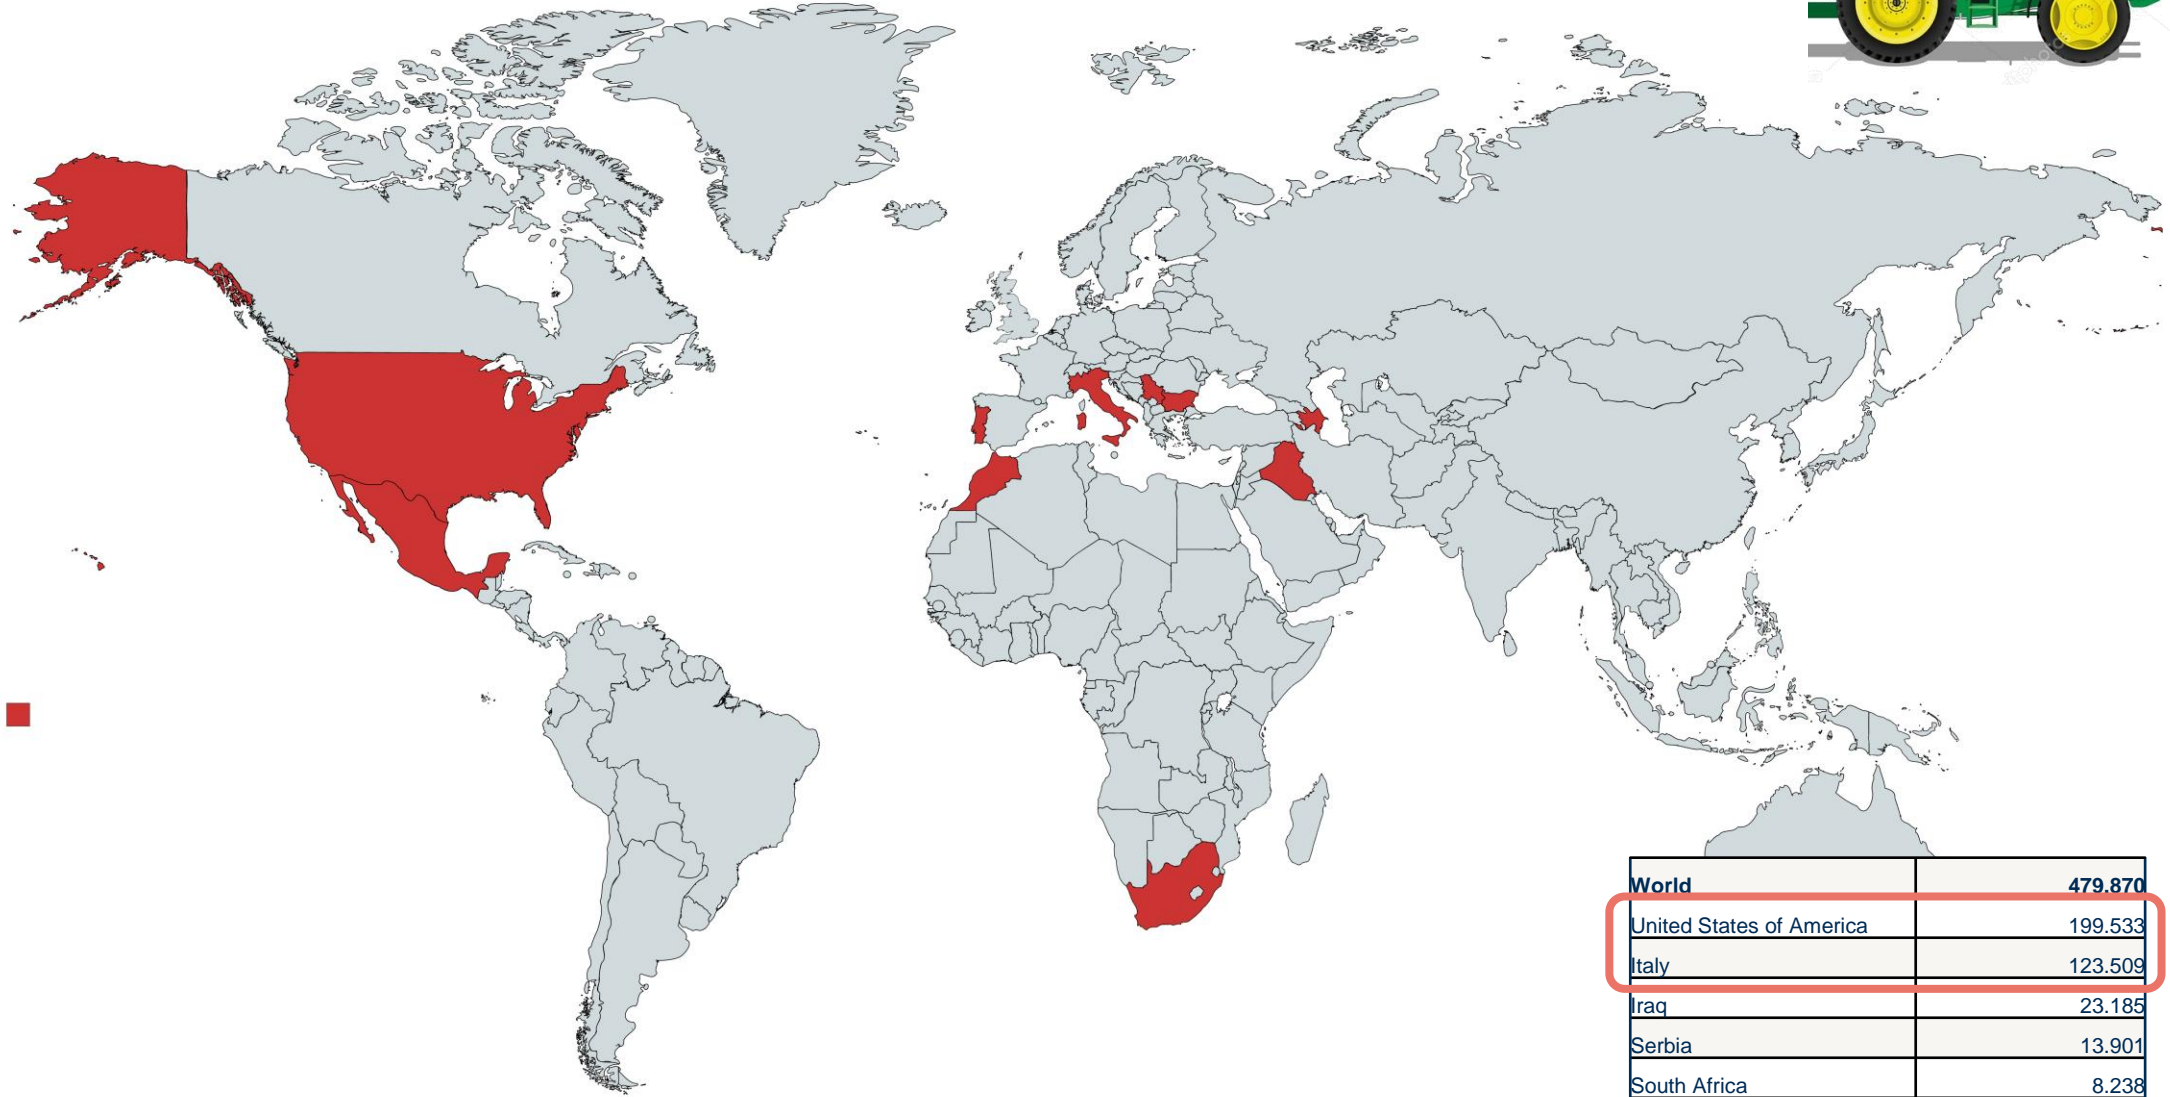 World 479.870
United States of America 199.533
Italy 123.509
Iraq 23.185
Serbia 13.901
South Africa 8.238